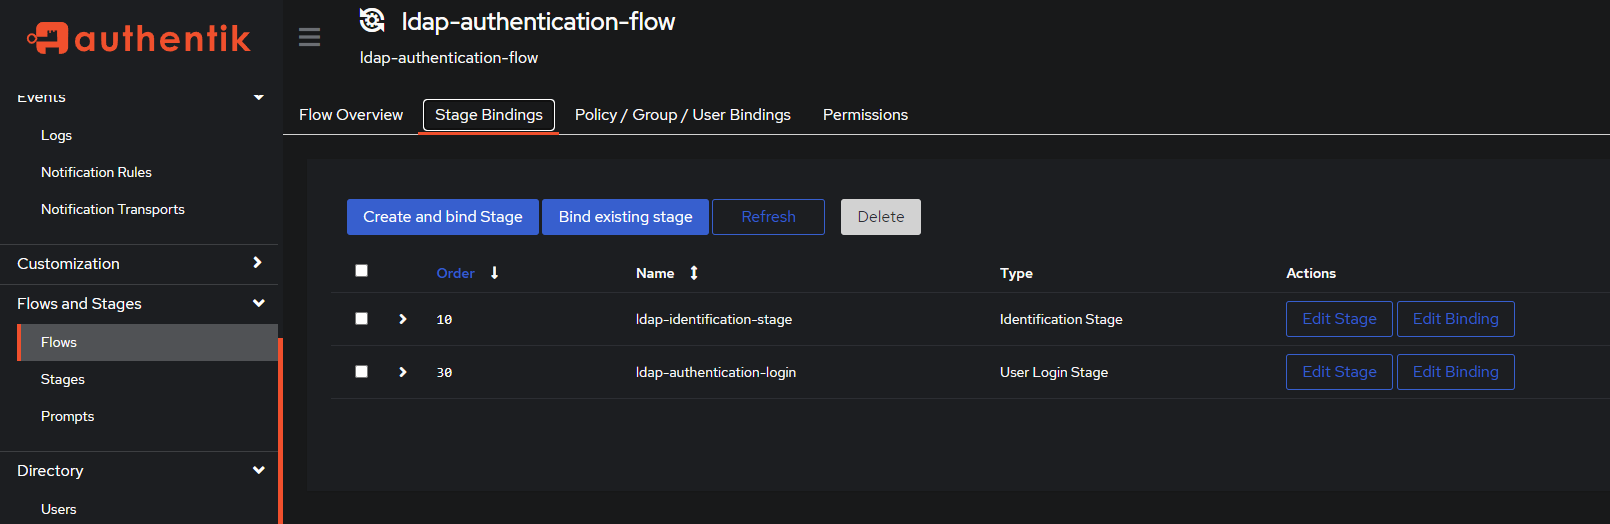 authentik
Events
Logs
Notification Rules
Notification Transports
Customization
Flows and Stages
Flows
Stages
Prompts
Directory
Users
ldap-authentication-flow
ldap-authentication-flow
Flow Overview Stage Bindings Policy / Group / User Bindings Permissions
Create and bind Stage Bind existing stage Refresh Delete
Order Name Type Actions
10 ldap-identification-stage Identification Stage Edit Stage Edit Binding
30 ldap-authentication-login User Login Stage Edit Stage Edit Binding